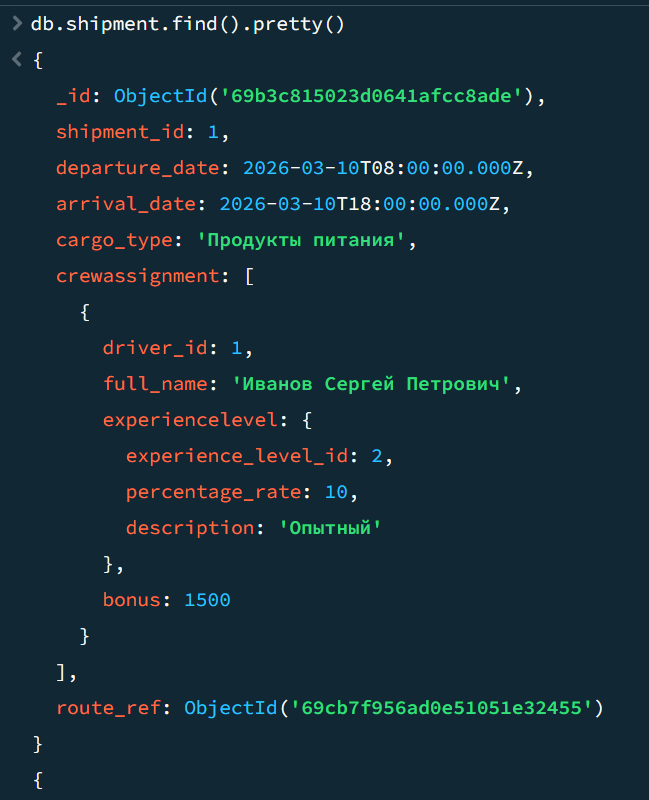 > db.shipment.find().pretty()
< {
_id: ObjectId('69b3c815023d0641afcc8ade'),
shipment_id: 1,
departure_date: 2026-03-10T08:00:00.000Z,
arrival_date: 2026-03-10T18:00:00.000Z,
cargo_type: 'Продукты питания',
crewassignment: [
{
driver_id: 1,
full_name: 'Иванов Сергей Петрович',
experiencelevel: {
experience_level_id: 2,
percentage_rate: 10,
description: 'Опытный'
},
bonus: 1500
}
],
route_ref: ObjectId('69cb7f956ad0e51051e32455')
}
{